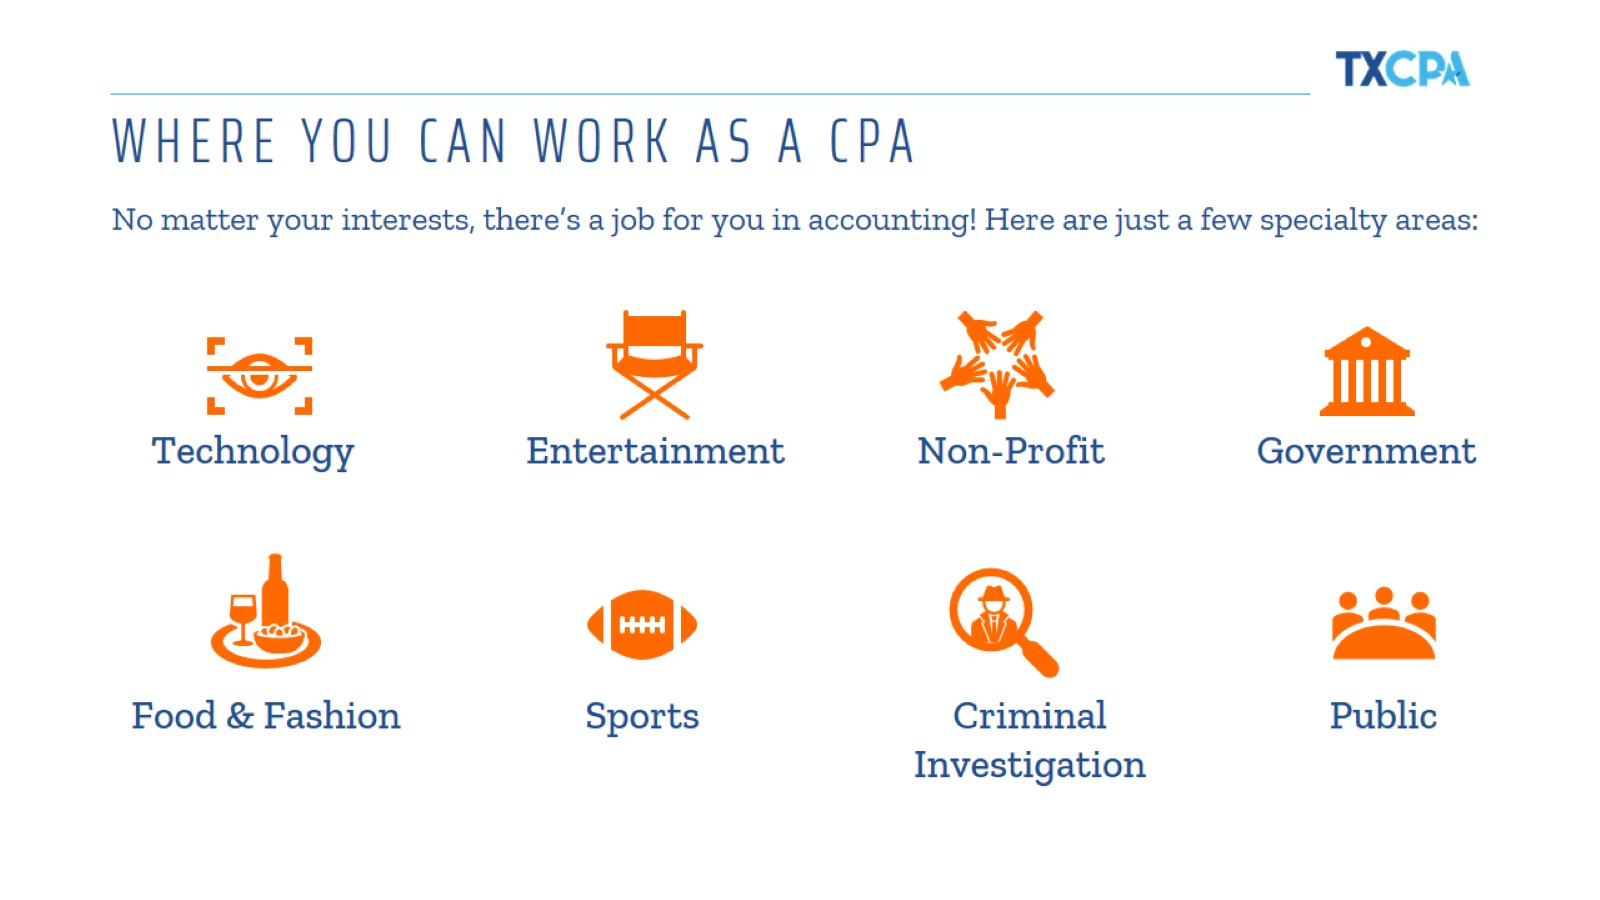 TXCPA
WHERE YOU CAN WORK AS A CPA
No matter your interests, there's a job for you in accounting! Here are just a few specialty areas:
Technology
Entertainment
Non-Profit
Government
Food & Fashion
Sports
Criminal
Investigation
Public